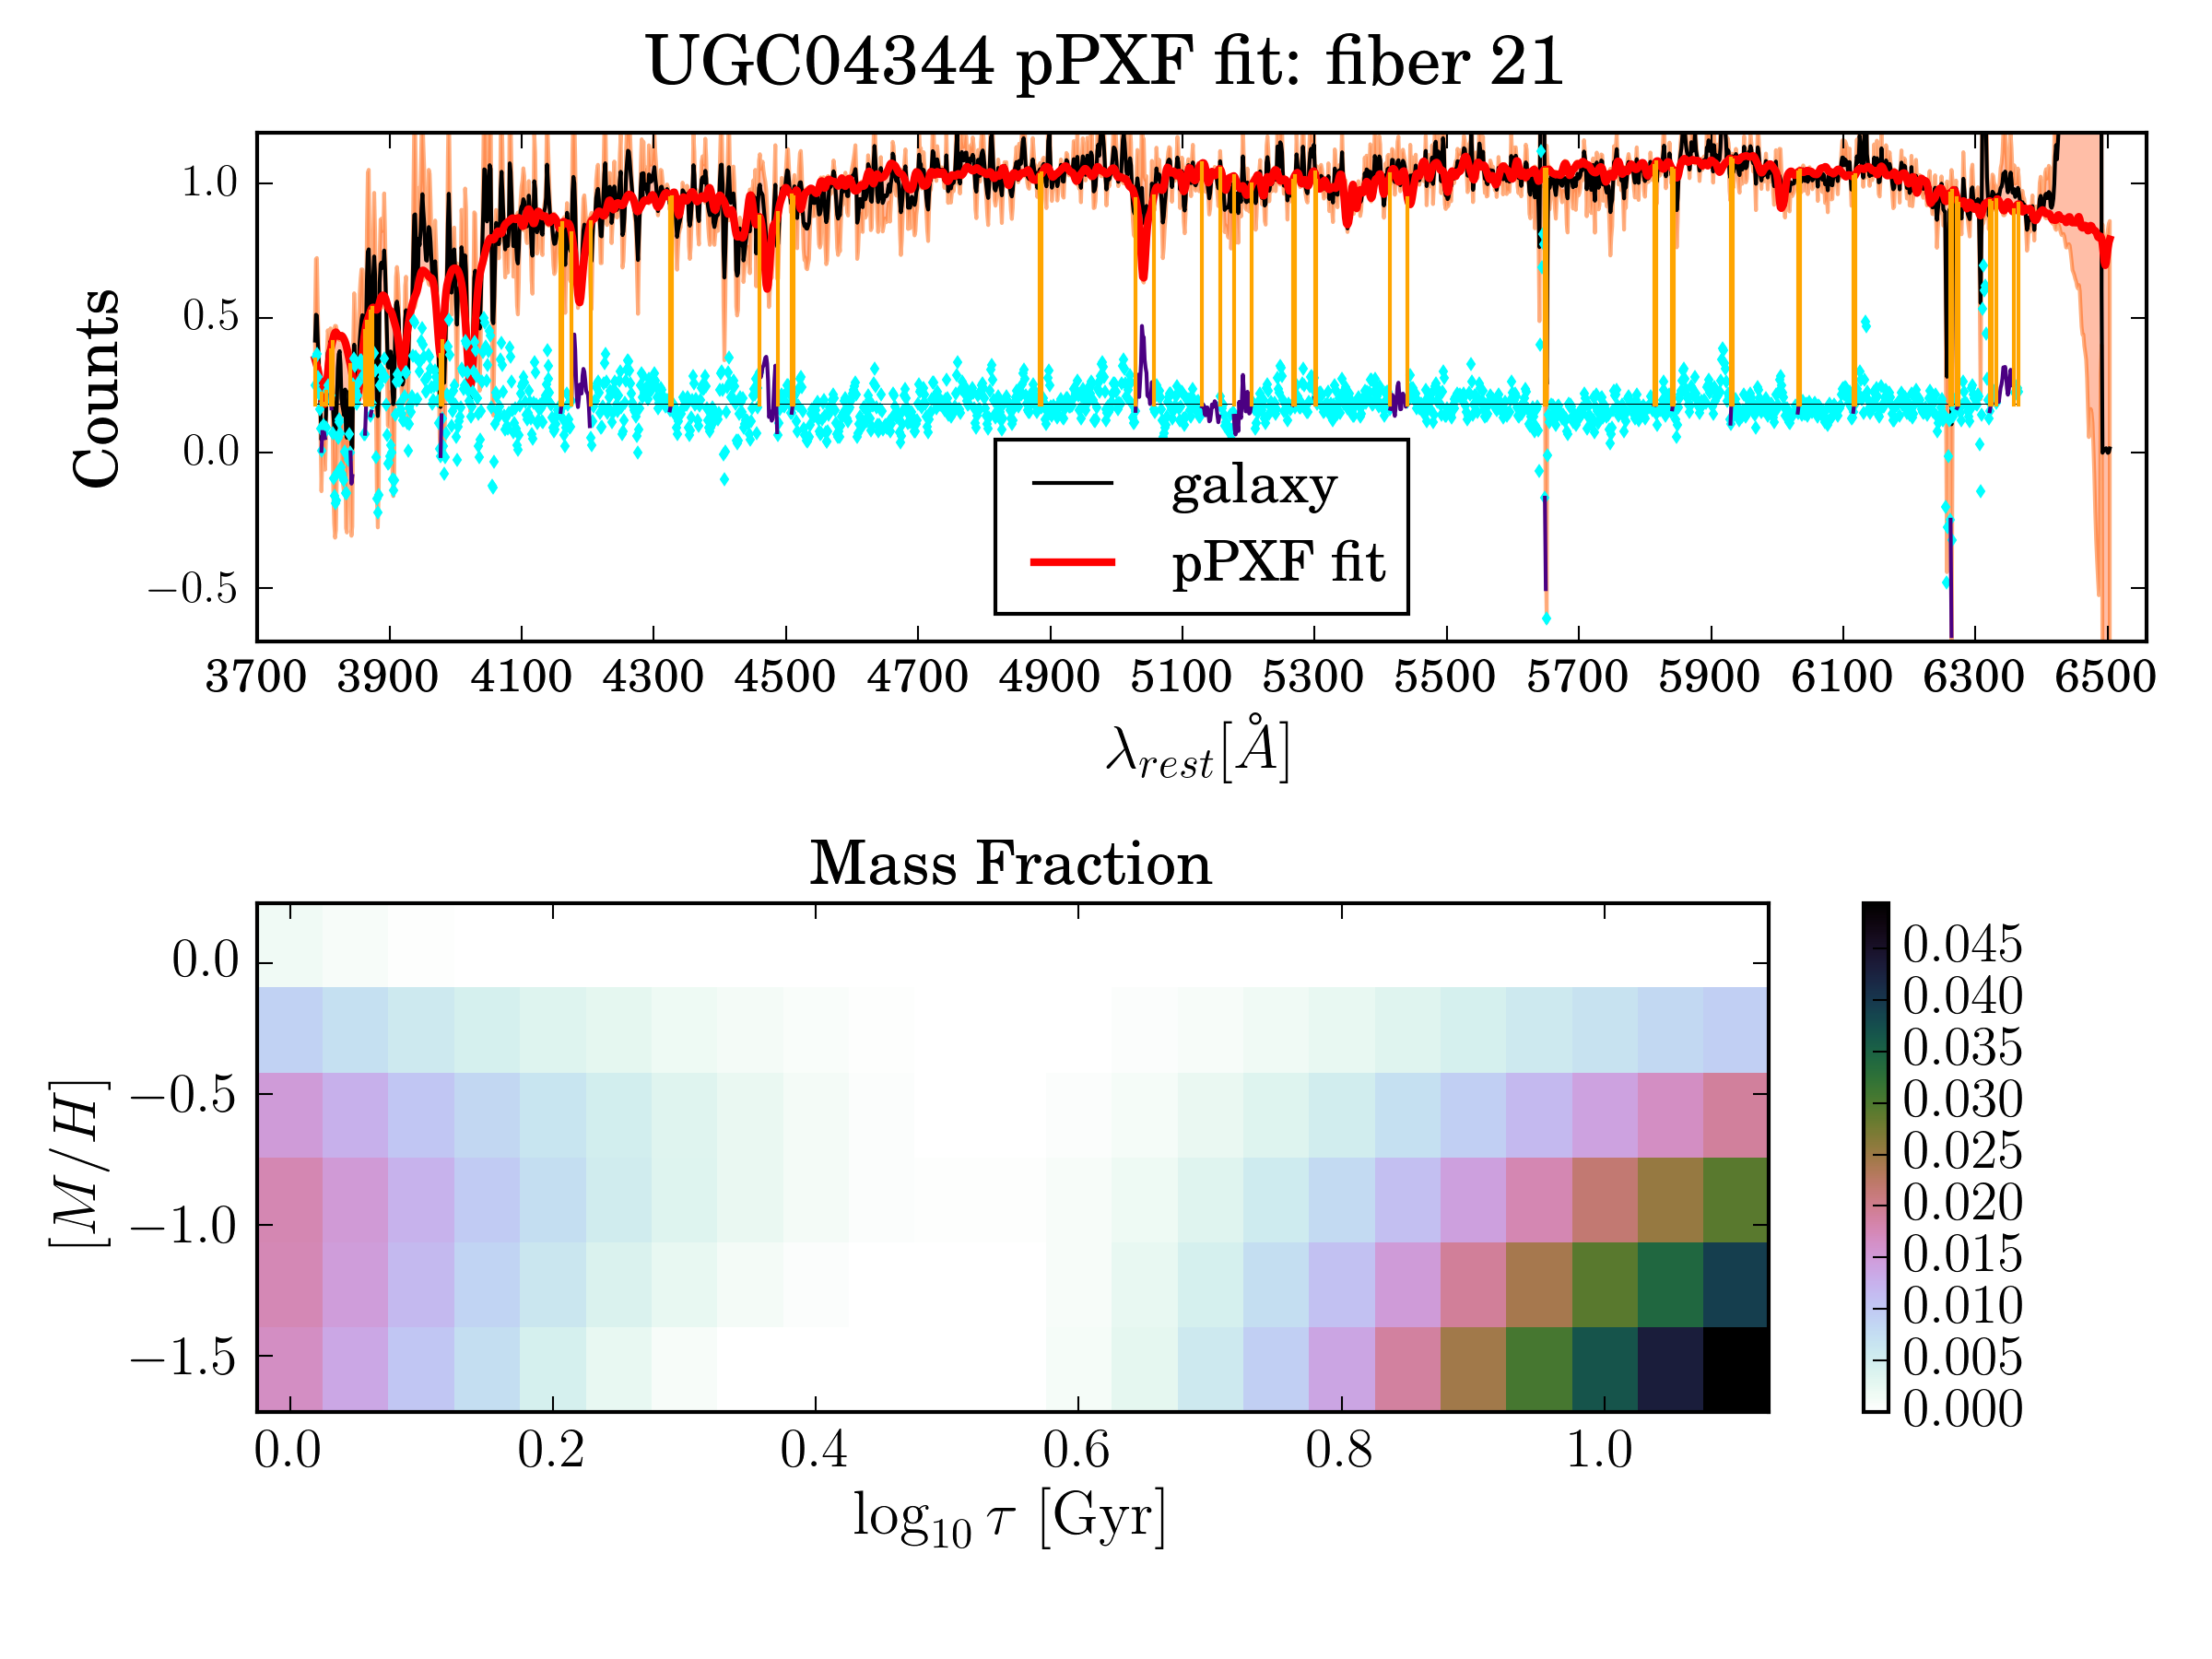 UGC04344 pPXF fit: fiber 21
Counts
1.0
0.5
0.0
−0.5
galaxy
pPXF fit
3700 3900 4100 4300 4500 4700 4900 5100 5300 5500 5700 5900 6100 6300 6500
λrest[Å]
Mass Fraction
[M/H]
0.0
−0.5
−1.0
−1.5
0.0 0.2 0.4 0.6 0.8 1.0
log10 τ [Gyr]
0.045
0.040
0.035
0.030
0.025
0.020
0.015
0.010
0.005
0.000